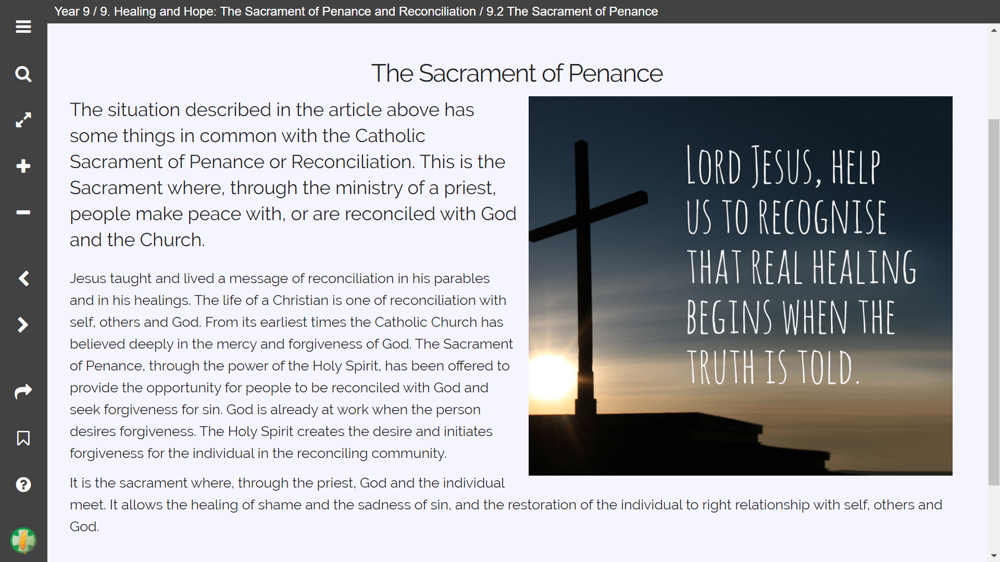 Year 9 / 9. Healing and Hope: The Sacrament of Penance and Reconciliation / 9.2 The Sacrament of Penance
The Sacrament of Penance
The situation described in the article above has
some things in common with the Catholic
Sacrament of Penance or Reconciliation. This is the
Sacrament where, through the ministry of a priest,
people make peace with, or are reconciled with God
and the Church.
Jesus taught and lived a message of reconciliation in his parables
and in his healings. The life of a Christian is one of reconciliation with
self, others and God. From its earliest times the Catholic Church has
believed deeply in the mercy and forgiveness of God. The Sacrament
of Penance, through the power of the Holy Spirit, has been offered to
provide the opportunity for people to be reconciled with God and
seek forgiveness for sin. God is already at work when the person
desires forgiveness. The Holy Spirit creates the desire and initiates
forgiveness for the individual in the reconciling community.
It is the sacrament where, through the priest, God and the individual
meet. It allows the healing of shame and the sadness of sin, and the restoration of the individual to right relationship with self, others and
God.
LORD JESUS, HELP
US TO RECOGNISE
THAT REAL HEALING
BEGINS WHEN THE
TRUTH IS TOLD.